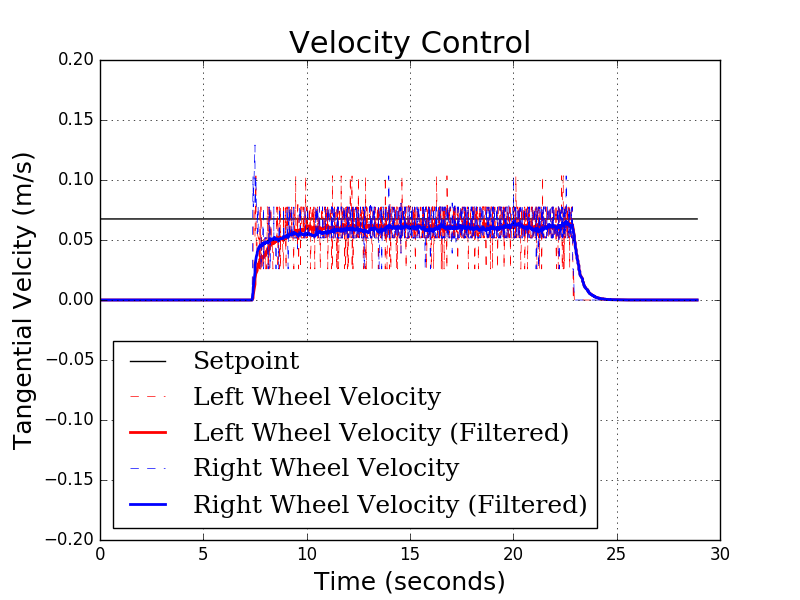 Velocity Control
Tangential Velcity (m/s)
0.20
0.15
0.10
0.05
0.00
−0.05
−0.10
−0.15
−0.20
Setpoint
Left Wheel Velocity
Left Wheel Velocity (Filtered)
Right Wheel Velocity
Right Wheel Velocity (Filtered)
0 5 10 15 20 25 30
Time (seconds)